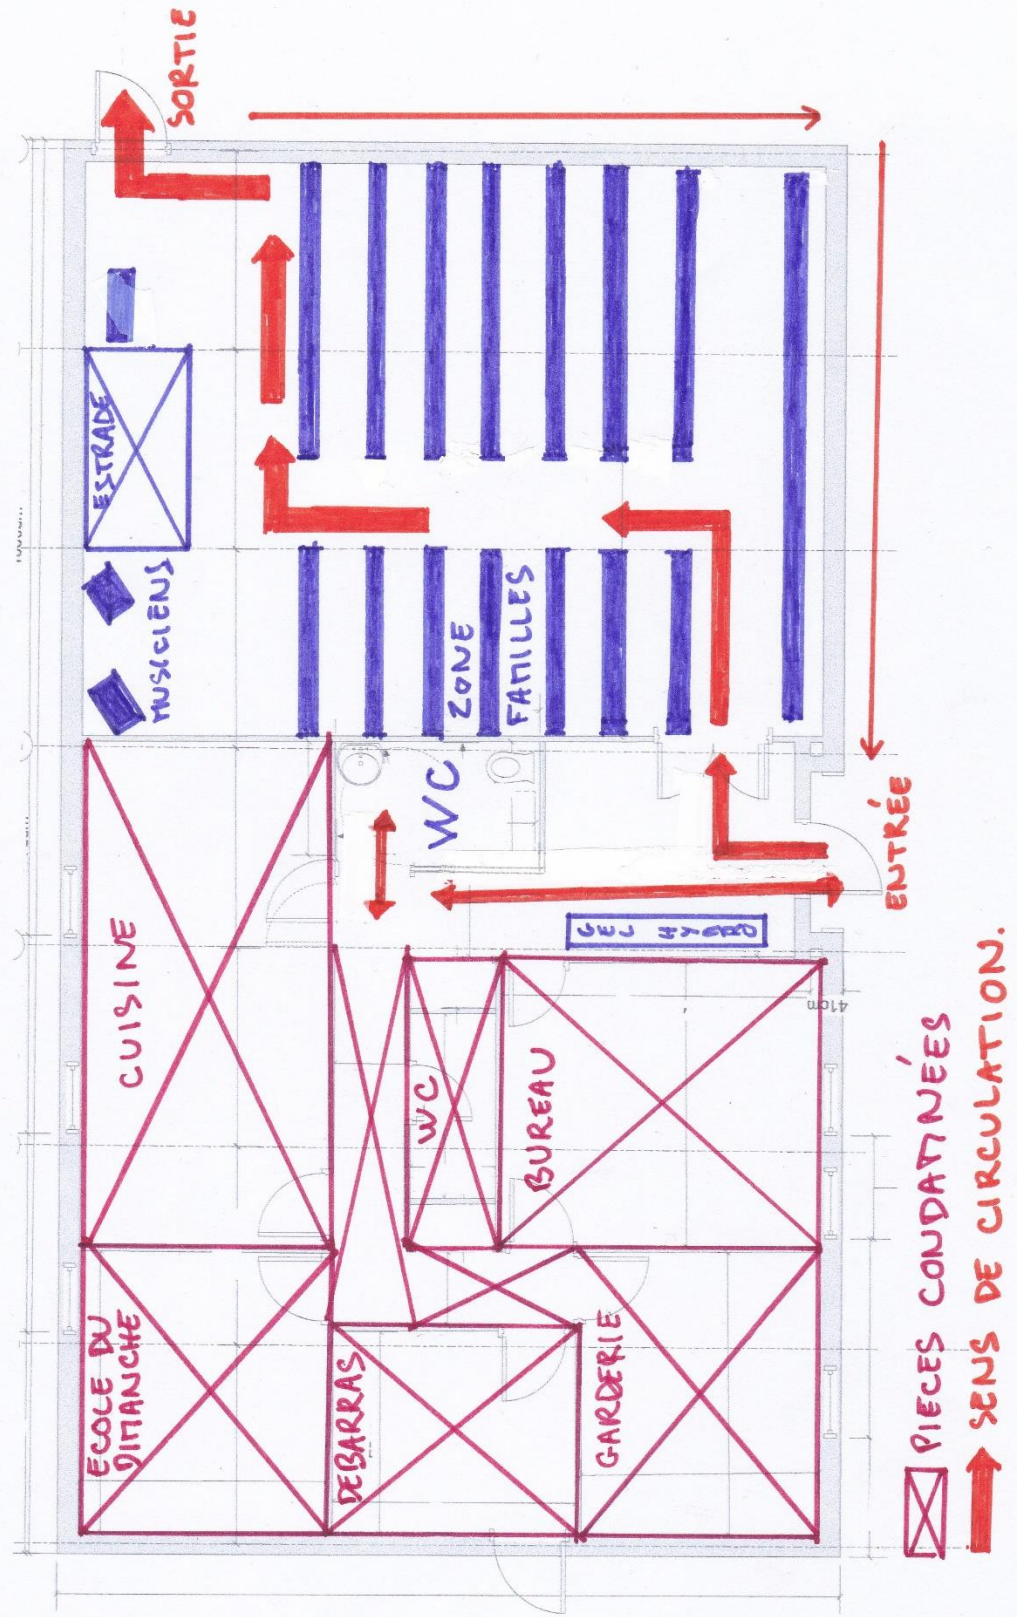 ECOLE DU
DIMANCHE
CUISINE
MUSICIENS
ESTRADE
SORTIE
DEBARRAS
WC
WC
ZONE
FAMILLES
BUREAU
GARDERIE
GEL HYDRO
41cm
ENTRÉE
PIECES CONDAMNÉES
SENS DE CIRCULATION.